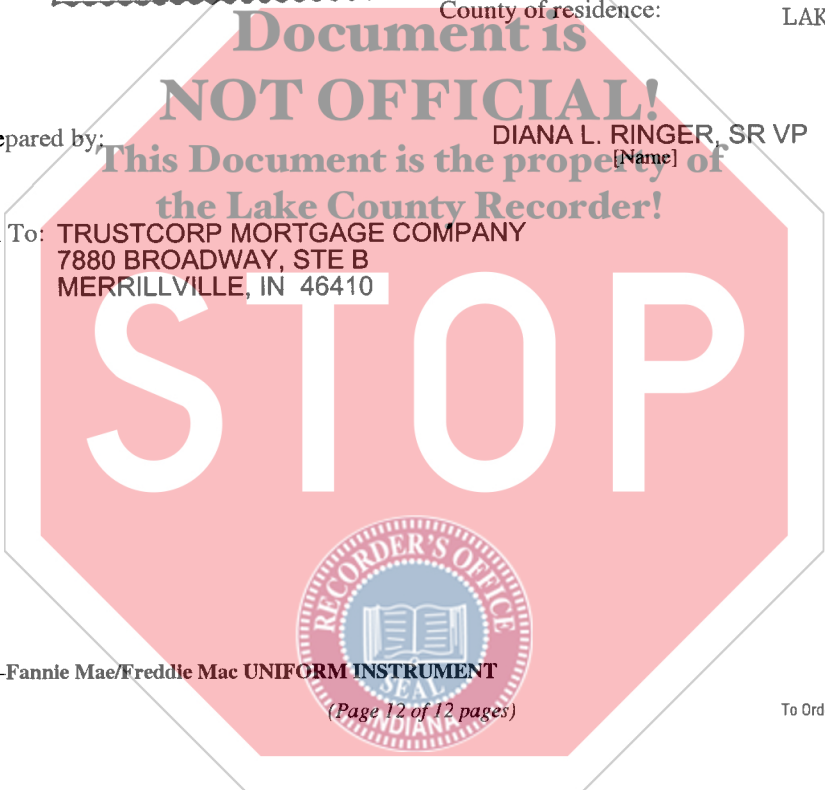 County of residence:
LAK
Document is
NOT OFFICIAL!
epared by:
DIANA L. RINGER, SR VP
[Name]
This Document is the property of
the Lake County Recorder!
To: TRUSTCORP MORTGAGE COMPANY
7880 BROADWAY, STE B
MERRILLVILLE, IN 46410
STOP
RECORDER'S OFFICE
SEAL
INDIANA
-Fannie Mae/Freddie Mac UNIFORM INSTRUMENT
(Page 12 of 12 pages)
To Ord